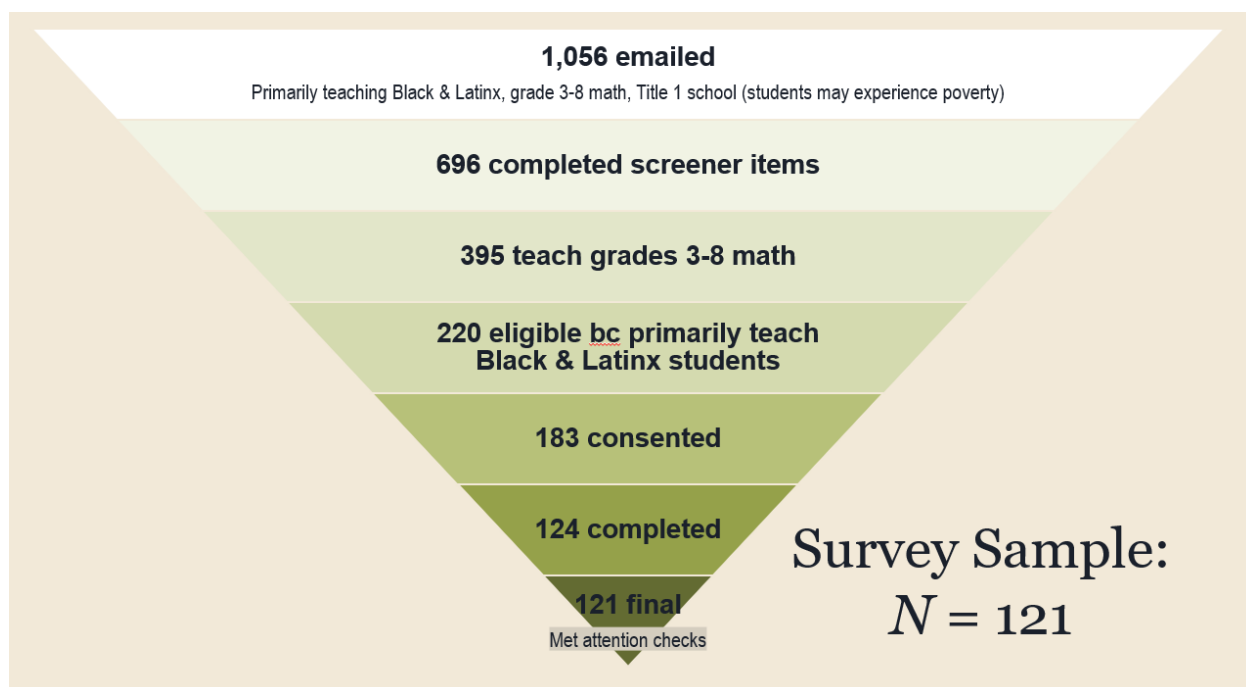 1,056 emailed
Primarily teaching Black & Latinx, grade 3-8 math, Title 1 school (students may experience poverty)
696 completed screener items
395 teach grades 3-8 math
220 eligible bc primarily teach
Black & Latinx students
183 consented
124 completed
121 final
Met attention checks
Survey Sample:
N = 121